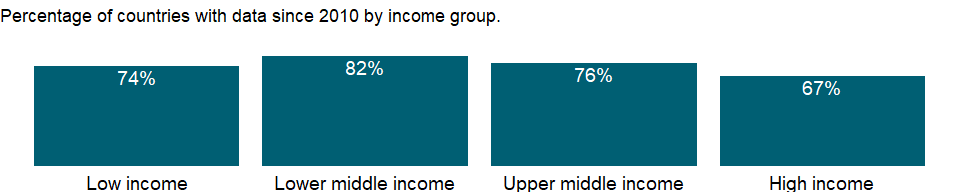 Percentage of countries with data since 2010 by income group.
74%
82%
76%
67%
Low income
Lower middle income
Upper middle income
High income